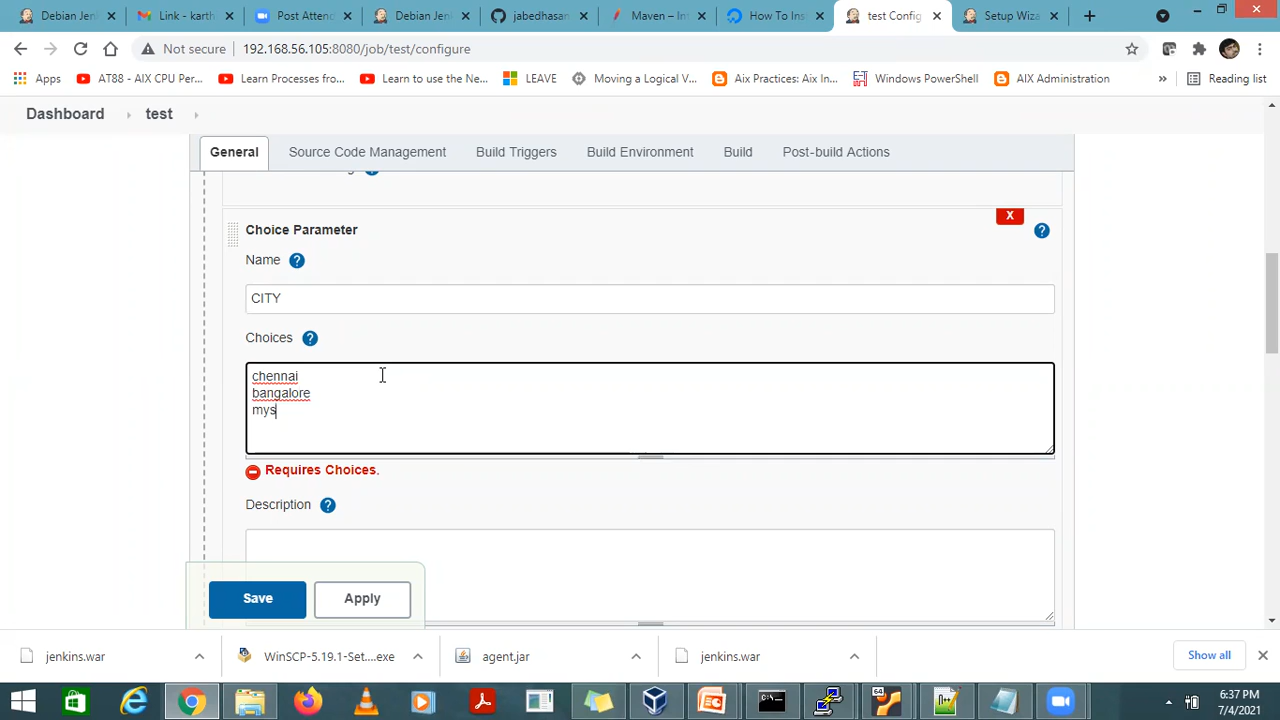 Debian Jenk
Link - karth
Post Attend
Debian Jenk
jabedhasan
Maven – Ins
How To Inst
test Config
Setup Wiza
Not secure
192.168.56.105:8080/job/test/configure
Apps
AT88 - AIX CPU Per...
Learn Processes fro...
Learn to use the Ne...
LEAVE
Moving a Logical V...
Aix Practices: Aix In...
Windows PowerShell
AIX Administration
»
Reading list
Dashboard
test
General
Source Code Management
Build Triggers
Build Environment
Build
Post-build Actions
Choice Parameter
X
?
Name ?
CITY
Choices ?
chennai
bangalore
mys
Requires Choices.
Description ?
Save
Apply
jenkins.war
WinSCP-5.19.1-Set....exe
agent.jar
jenkins.war
Show all
64
6:37 PM
7/4/2021